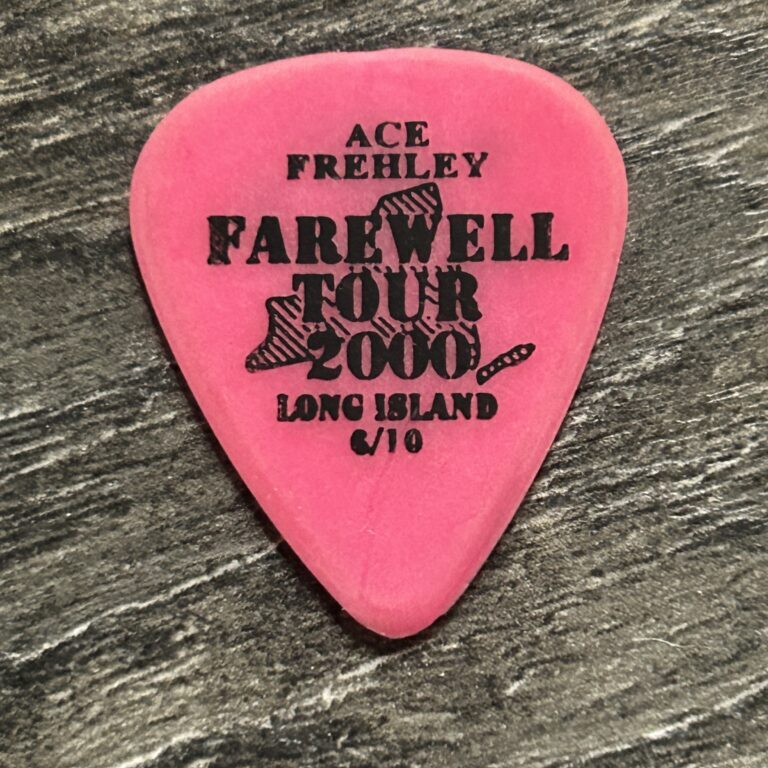 ACE
FREHLEY
FAREWELL
TOUR
2000
LONG ISLAND
6/10